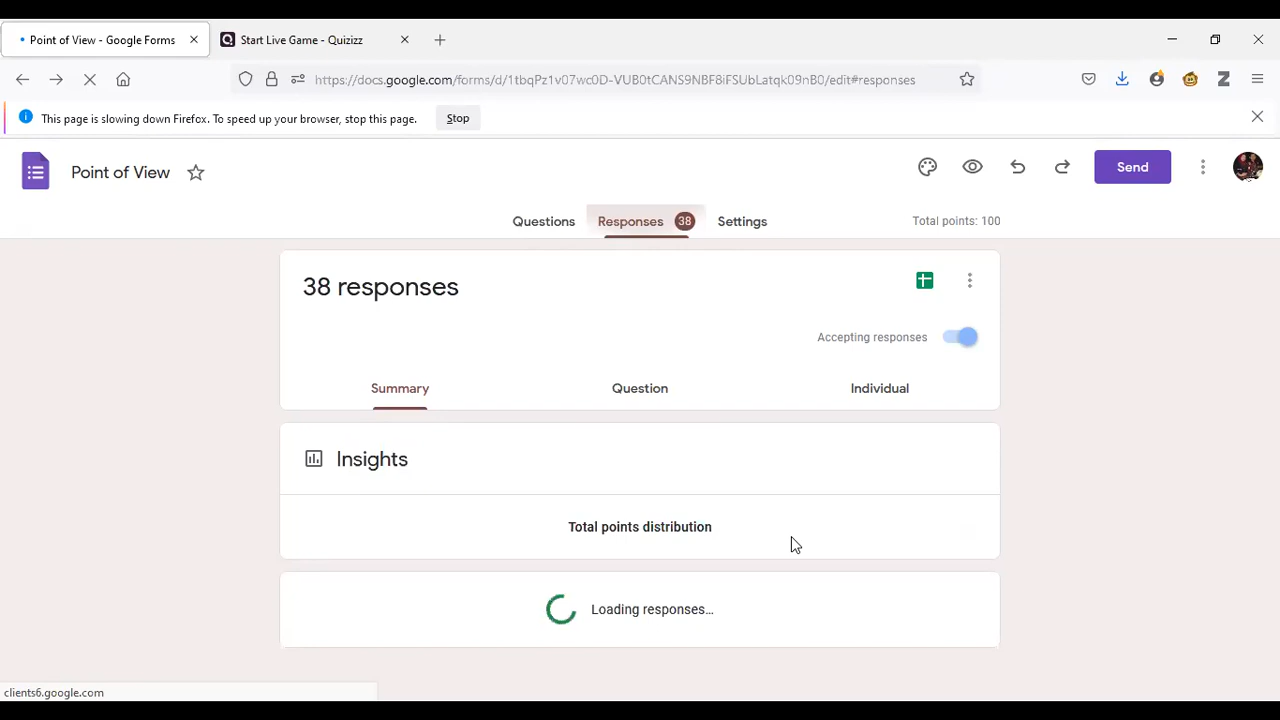 Point of View - Google Forms
Start Live Game - Quizizz
https://docs.google.com/forms/d/1tbqPz1v07wc0D-VUB0tCANS9NBF8iFSUbLatqk09nB0/edit#responses
This page is slowing down Firefox. To speed up your browser, stop this page.
Stop
Point of View
Send
Questions
Responses 38
Settings
Total points: 100
38 responses
Accepting responses
Summary
Question
Individual
Insights
Total points distribution
Loading responses...
clients6.google.com